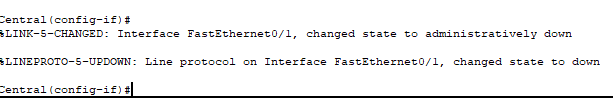 Central(config-if)#
%LINK-5-CHANGED: Interface FastEthernet0/1, changed state to administratively down
%LINEPROTO-5-UPDOWN: Line protocol on Interface FastEthernet0/1, changed state to down
Central(config-if)#